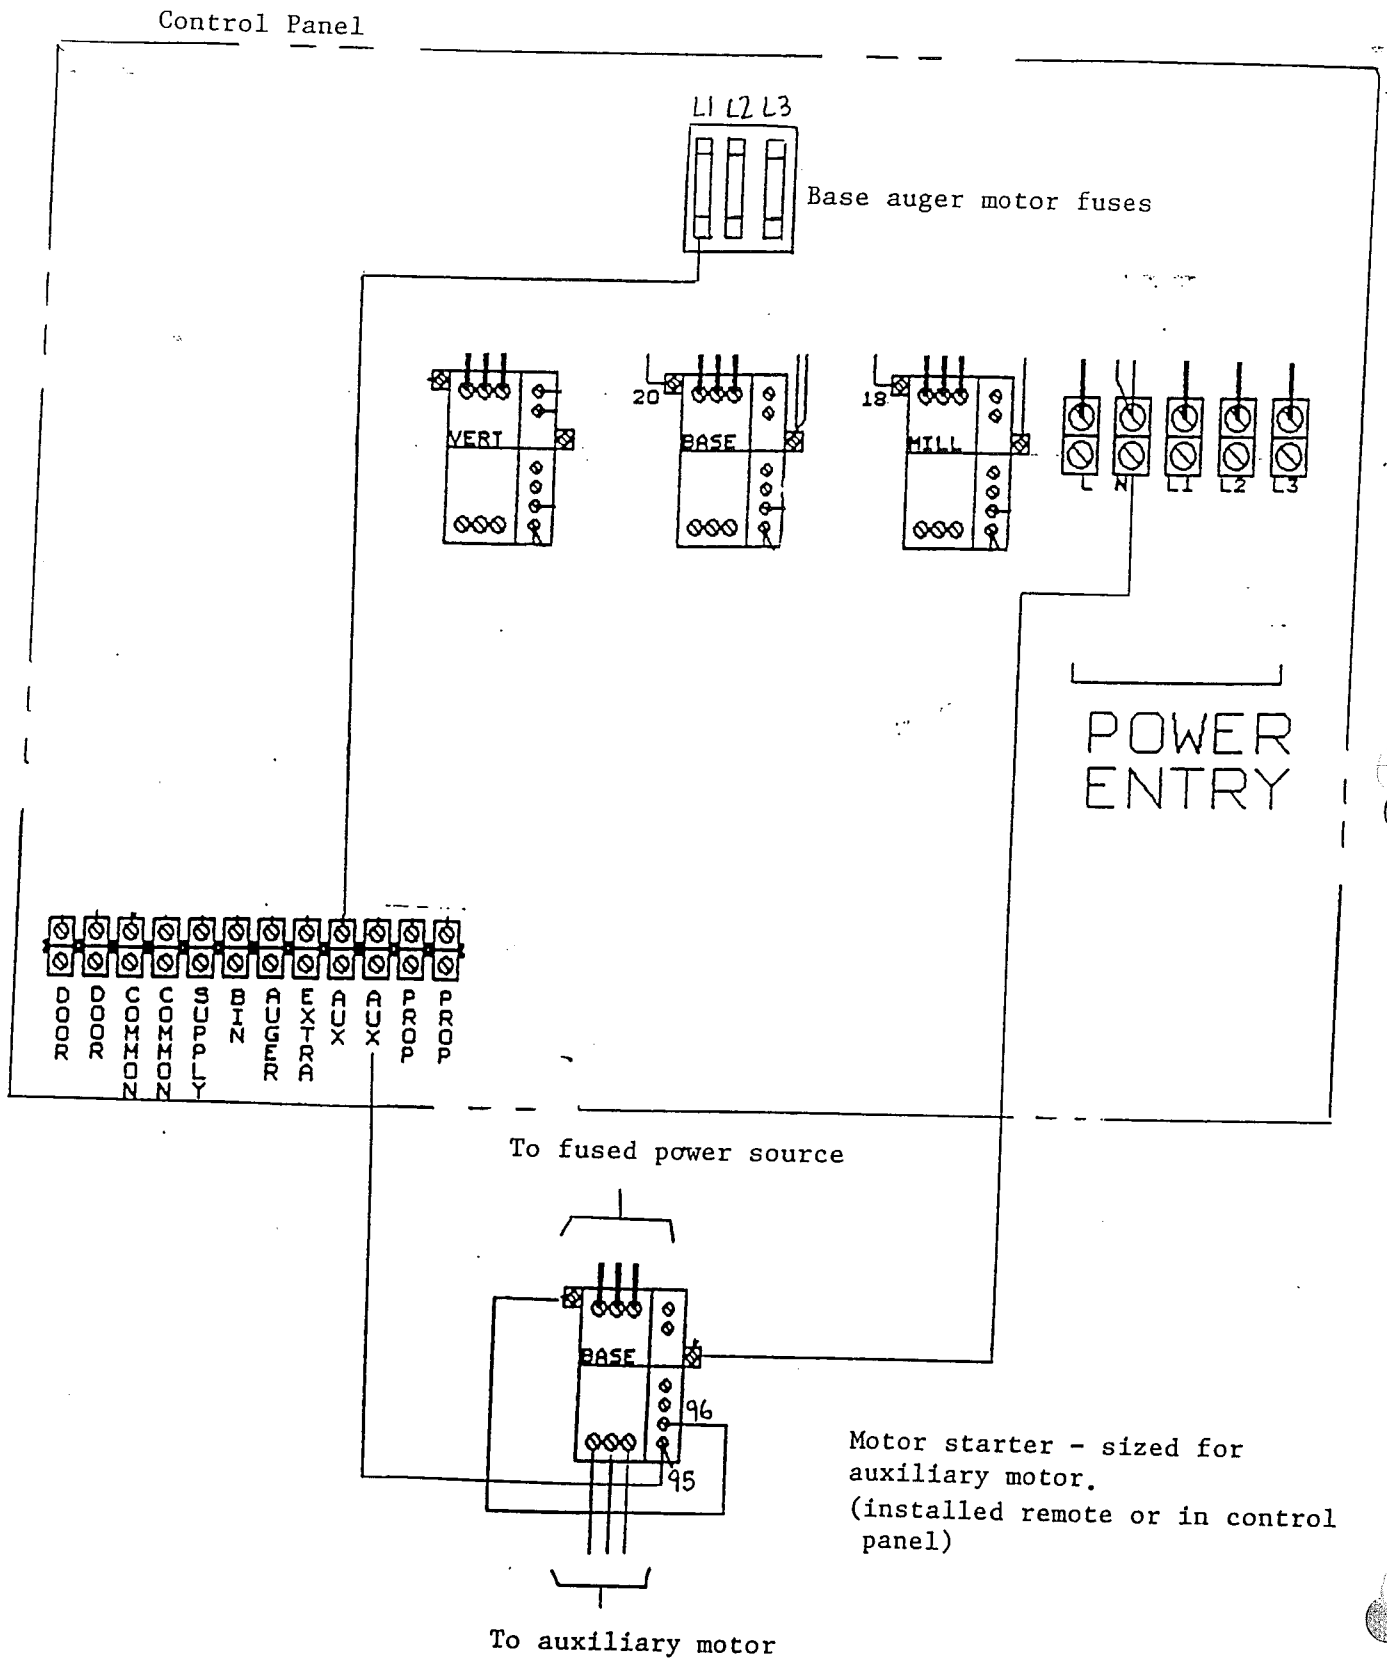 Control Panel
L1 L2 L3
Base auger motor fuses
20
18
VERT
BASE
MILL
L N L1 L2 L3
POWER
ENTRY
DOOR
DOOR
COMMON
COMMON
SUPPLY
BIN
AUGER
EXTRA
AUX
AUX
PROP
PROP
To fused power source
BASE
96
95
Motor starter - sized for
auxiliary motor.
(installed remote or in control
panel)
To auxiliary motor